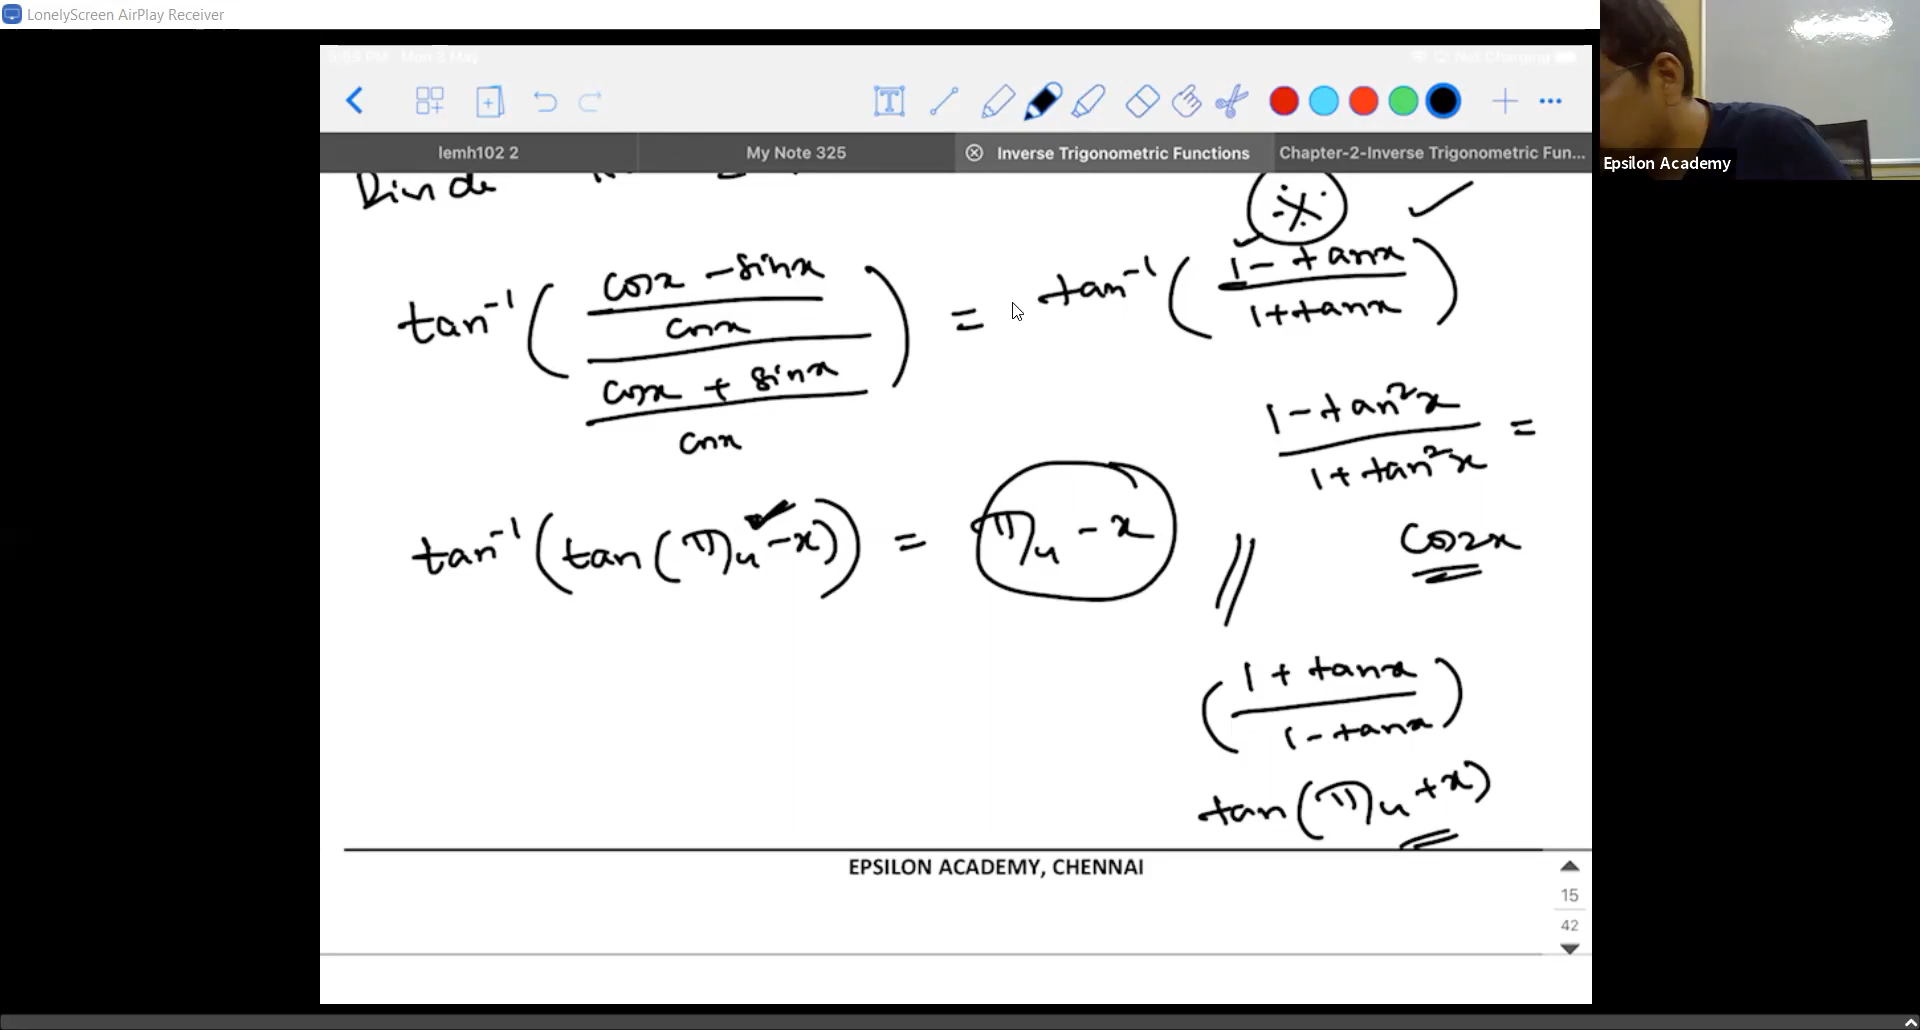 LonelyScreen AirPlay Receiver
lemh102 2
My Note 325
Inverse Trigonometric Functions
Chapter-2-Inverse Trigonometric Fun...
Epsilon Academy
Divide
tan⁻¹ ( (cosx - sinx / cosx) / (cosx + sinx / cosx) ) = tan⁻¹ ( 1 - tanx / 1 + tanx )
1 - tan²x / 1 + tan²x =
cos2x
tan⁻¹ (tan (π/4 - x)) = π/4 - x //
( 1 + tanx / 1 - tanx )
tan (π/4 + x)
EPSILON ACADEMY, CHENNAI
15
42